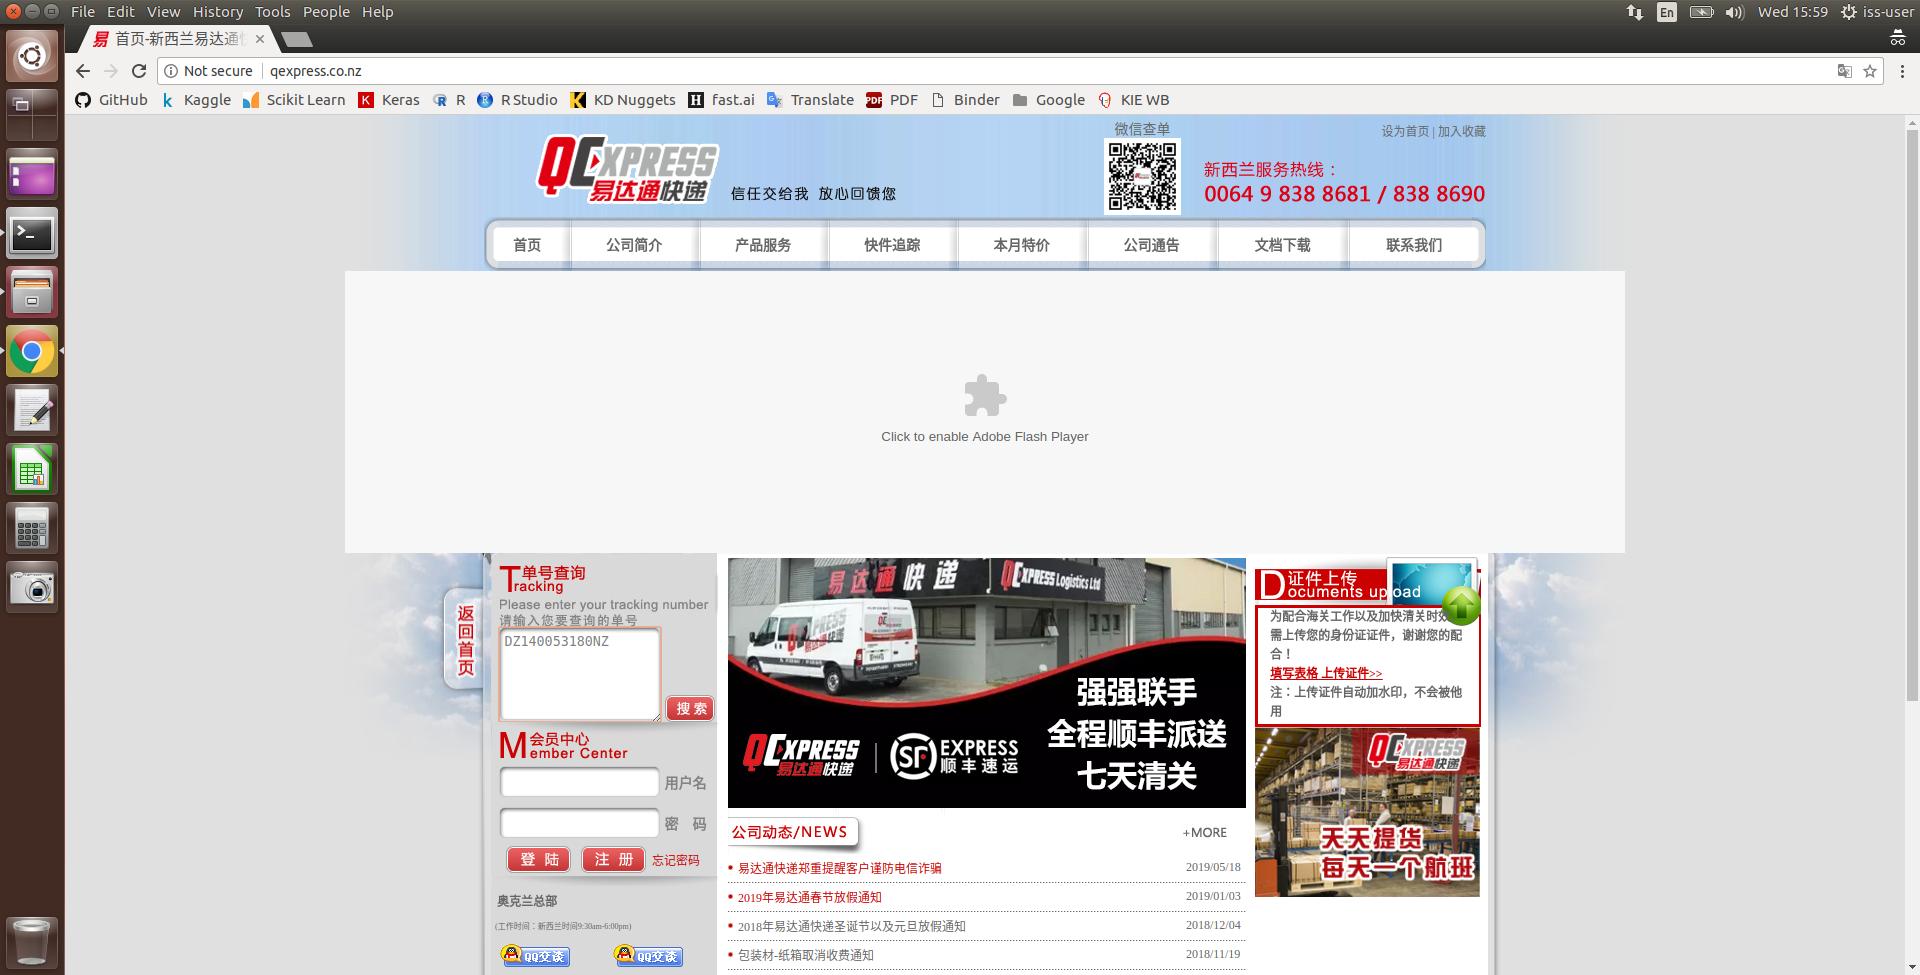 File Edit View History Tools People Help
En
Wed 15:59
iss-user
易 首页-新西兰易达通
Not secure
qexpress.co.nz
GitHub
Kaggle
Scikit Learn
Keras
R
R Studio
KD Nuggets
fast.ai
Translate
PDF
Binder
Google
KIE WB
QEXPRESS
易达通快递
信任交给我 放心回馈您
微信查单
设为首页 | 加入收藏
新西兰服务热线：
0064 9 838 8681 / 838 8690
首页
公司简介
产品服务
快件追踪
本月特价
公司通告
文档下载
联系我们
Click to enable Adobe Flash Player
返回首页
单号查询
Tracking
Please enter your tracking number
请输入您要查询的单号
DZ140053180NZ
搜 索
会员中心
Member Center
用户名
密 码
登 陆
注 册
忘记密码
奥克兰总部
(工作时间：新西兰时间9:30am-6:00pm)
QQ交谈
QQ交谈
易达通快递
QEXPRESS Logistics Ltd
强强联手
全程顺丰派送
七天清关
QEXPRESS
易达通快递
SF EXPRESS
顺丰速运
公司动态/NEWS
+MORE
易达通快递郑重提醒客户谨防电信诈骗 2019/05/18
2019年易达通春节放假通知 2019/01/03
2018年易达通快递圣诞节以及元旦放假通知 2018/12/04
包装材-纸箱取消收费通知 2018/11/19
证件上传
Documents upload
为配合海关工作以及加快清关时
需上传您的身份证证件，谢谢您的配
合！
填写表格 上传证件>>
注：上传证件自动加水印，不会被他
用
QEXPRESS
易达通快递
天天提货
每天一个航班